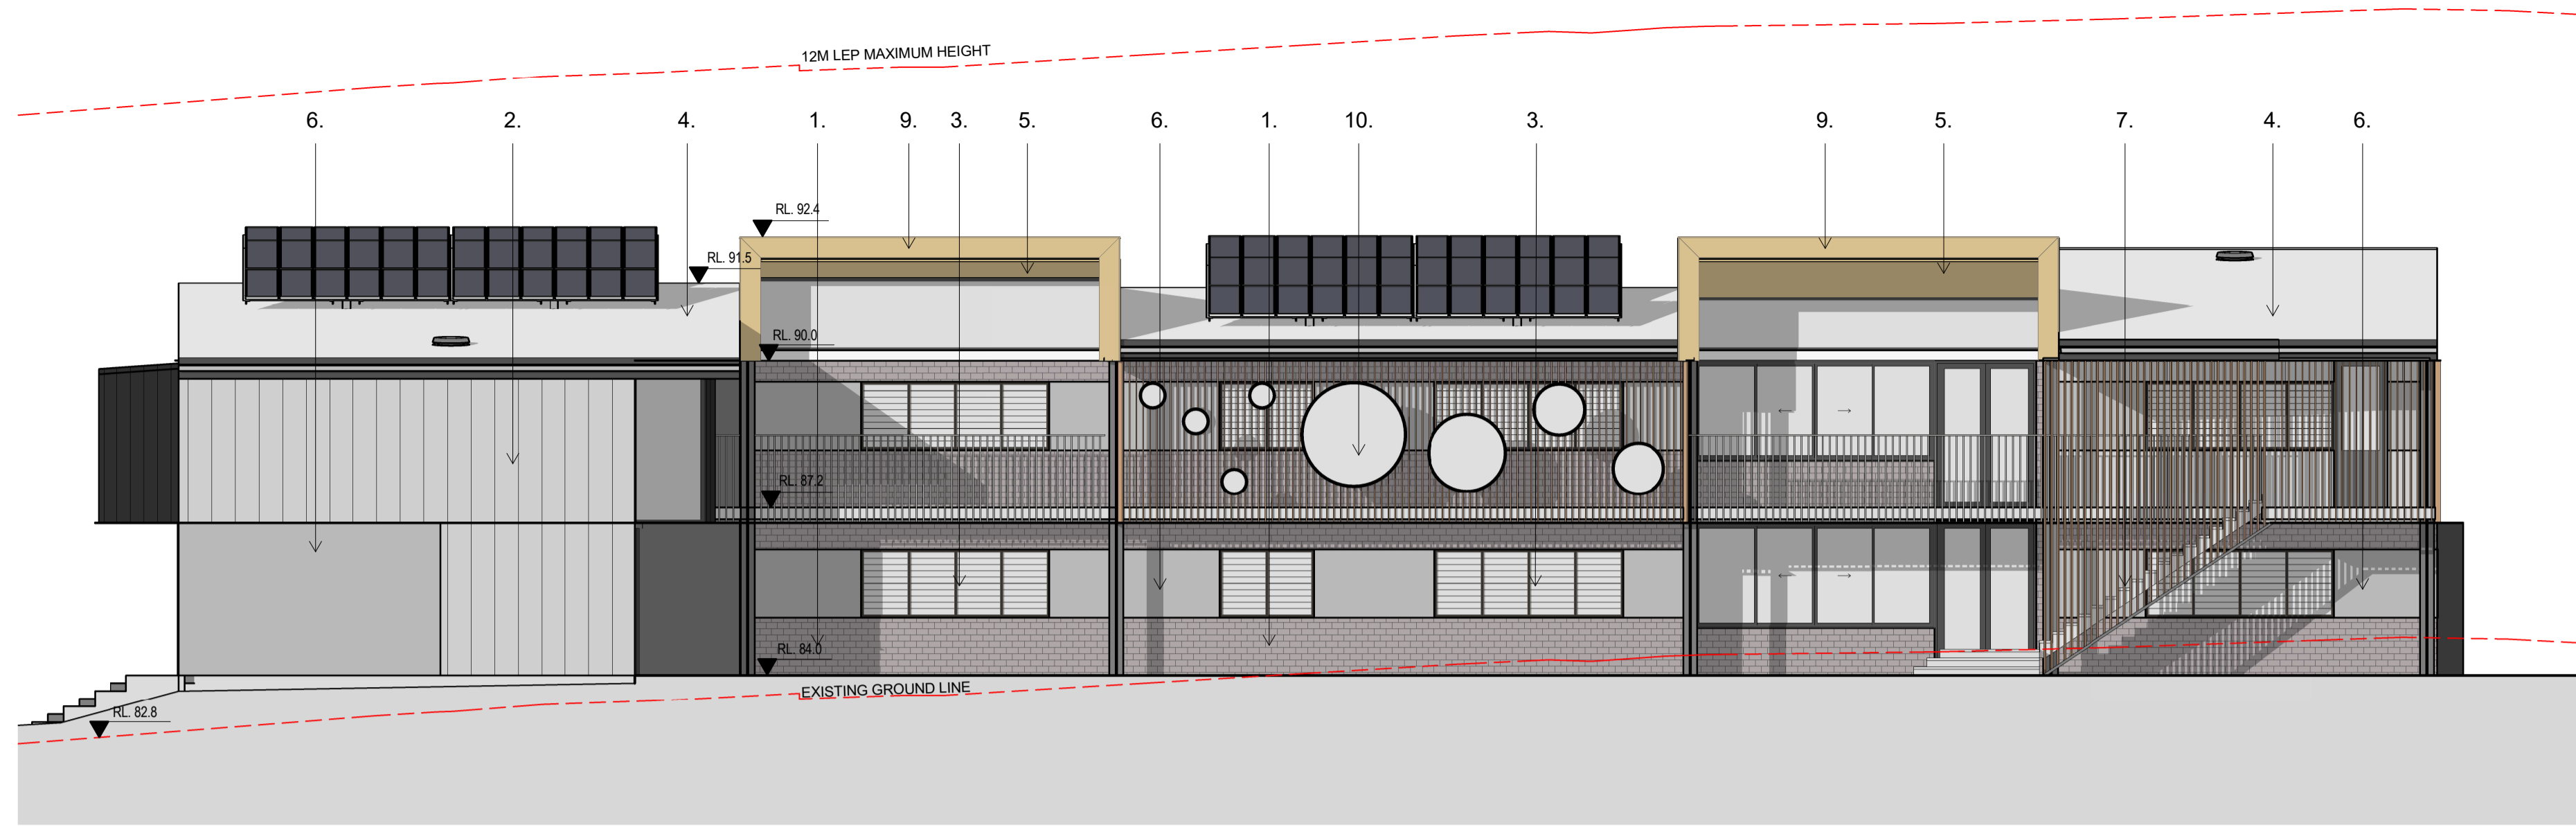 12M LEP MAXIMUM HEIGHT
6. 2. 4. 1. 9. 3. 5. 6. 1. 10. 3. 9. 5. 7. 4. 6.
RL. 92.4
RL. 91.5
RL. 90.0
RL. 87.2
RL. 84.0
EXISTING GROUND LINE
RL. 82.8